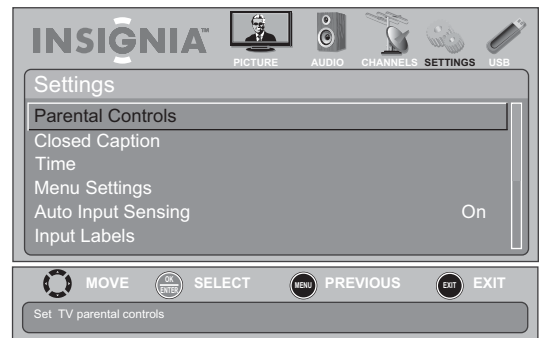 INSIGNIA™
PICTURE AUDIO CHANNELS SETTINGS USB
Settings
Parental Controls
Closed Caption
Time
Menu Settings
Auto Input Sensing On
Input Labels
MOVE OK ENTER SELECT MENU PREVIOUS EXIT EXIT
Set TV parental controls